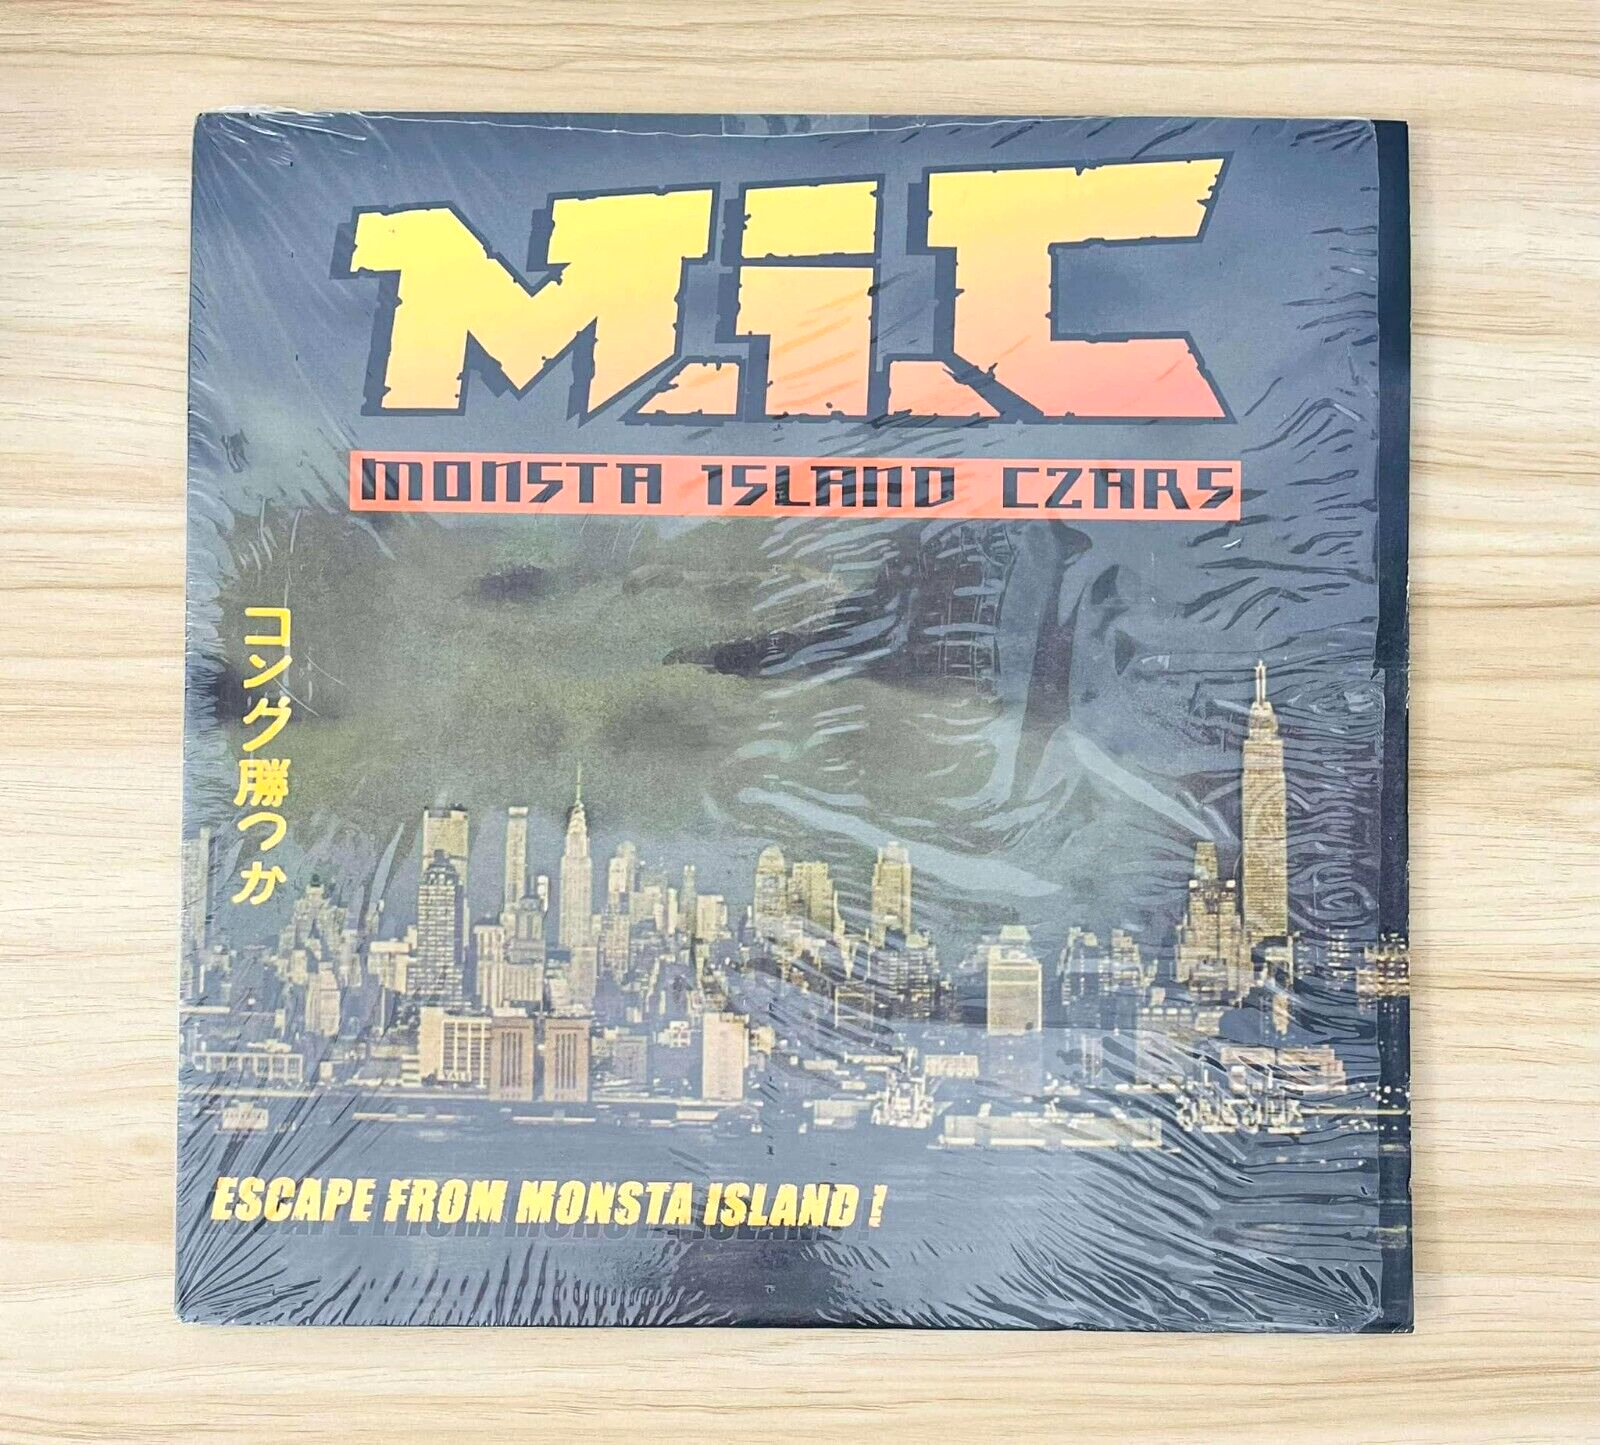 M.i.C
MONSTA ISLAND CZARS
コング勝つか
ESCAPE FROM MONSTA ISLAND !